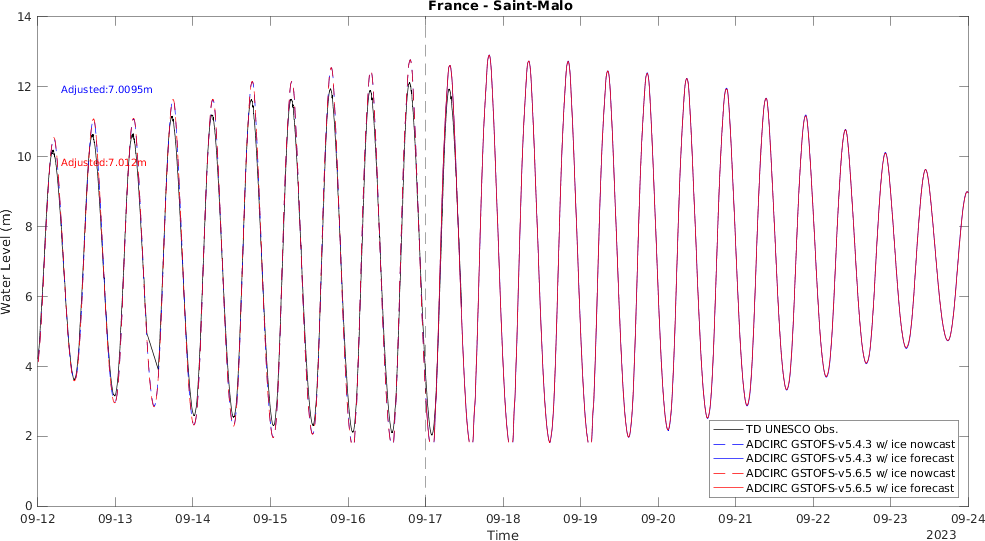 France - Saint-Malo
14
12
10
8
6
4
2
0
Water Level (m)
Adjusted:7.0095m
Adjusted:7.012m
TD UNESCO Obs.
ADCIRC GSTOFS-v5.4.3 w/ ice nowcast
ADCIRC GSTOFS-v5.4.3 w/ ice forecast
ADCIRC GSTOFS-v5.6.5 w/ ice nowcast
ADCIRC GSTOFS-v5.6.5 w/ ice forecast
09-12 09-13 09-14 09-15 09-16 09-17 09-18 09-19 09-20 09-21 09-22 09-23 09-24
Time
2023